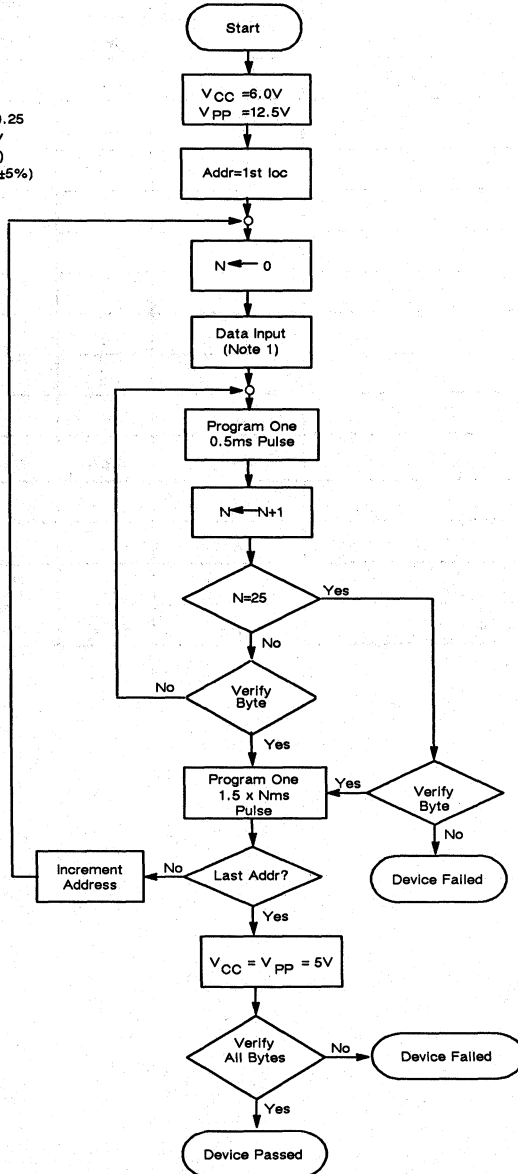 Start
V CC =6.0V
V PP =12.5V
.25
)
±5%)
Addr=1st loc
N ← 0
Data Input
(Note 1)
Program One
0.5ms Pulse
N←N+1
N=25
Yes
No
Verify
Byte
No
Yes
Program One
1.5 x Nms
Pulse
Yes
Verify
Byte
No
Device Failed
Last Addr?
No
Increment
Address
Yes
V CC = V PP = 5V
Verify
All Bytes
No
Device Failed
Yes
Device Passed